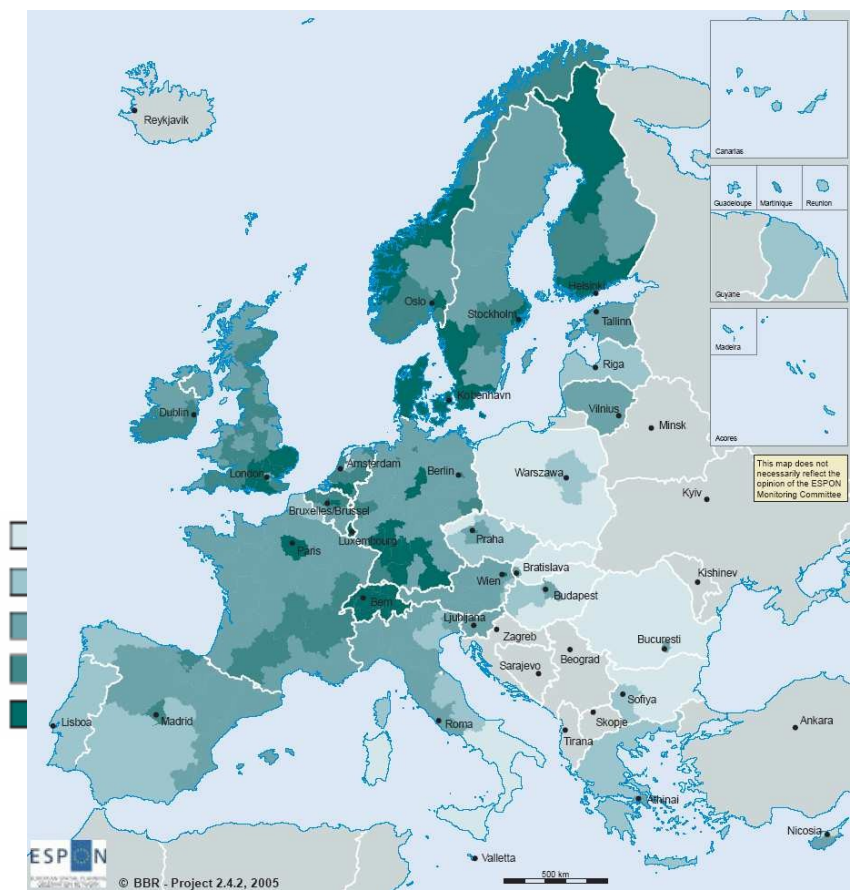 Reykjavik
Canarias
Guadeloupe
Martinique
Reunion
Guyane
Madeira
Acores
Oslo
Helsinki
Stockholm
Tallinn
Riga
København
Vilnius
Minsk
Dublin
London
Amsterdam
Berlin
Warszawa
This map does not
necessarily reflect the
opinion of the ESPON
Monitoring Committee
Kyiv
Bruxelles/Brussel
Luxembourg
Praha
Paris
Kishinev
Bratislava
Wien
Budapest
Bern
Ljubljana
Zagreb
Bucuresti
Beograd
Sarajevo
Sofiya
Lisboa
Madrid
Roma
Skopje
Ankara
Tirana
Athinai
Nicosia
Valletta
ESPON
© BBR - Project 2.4.2, 2005
500 km